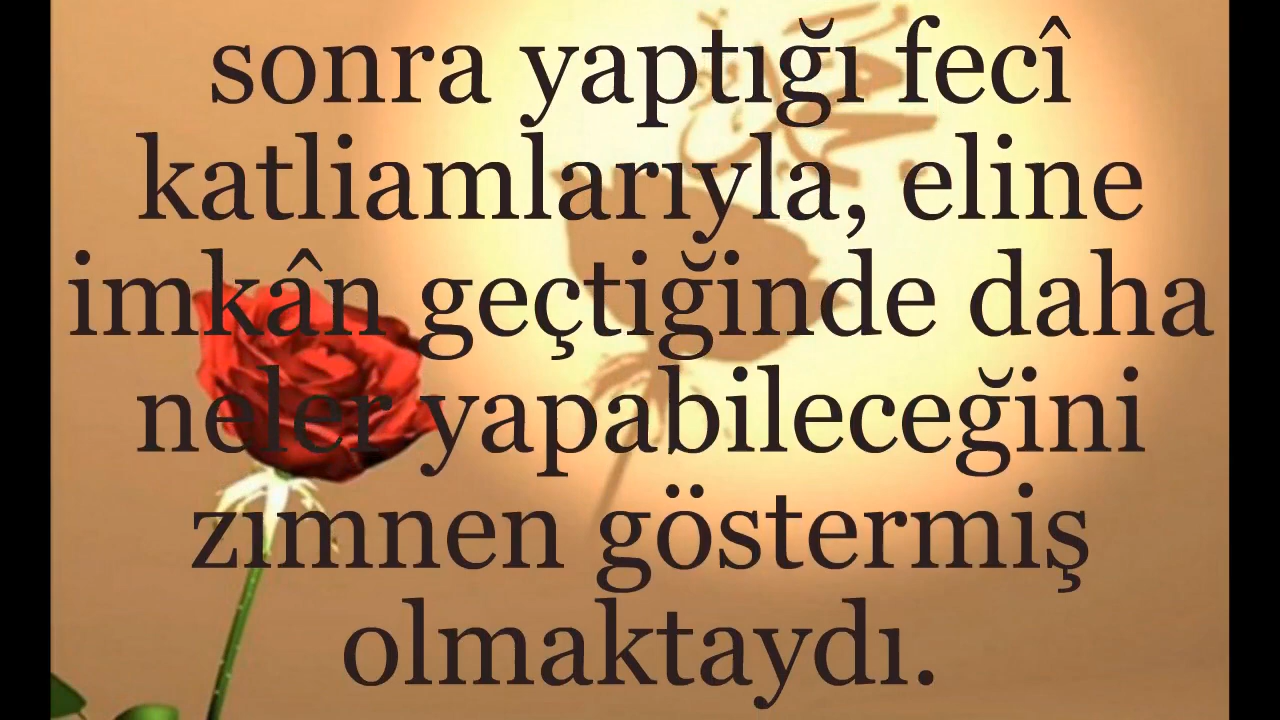 sonra yaptığı fecî
katliamlarıyla, eline
imkân geçtiğinde daha
neler yapabileceğini
zımnen göstermiş
olmaktaydı.